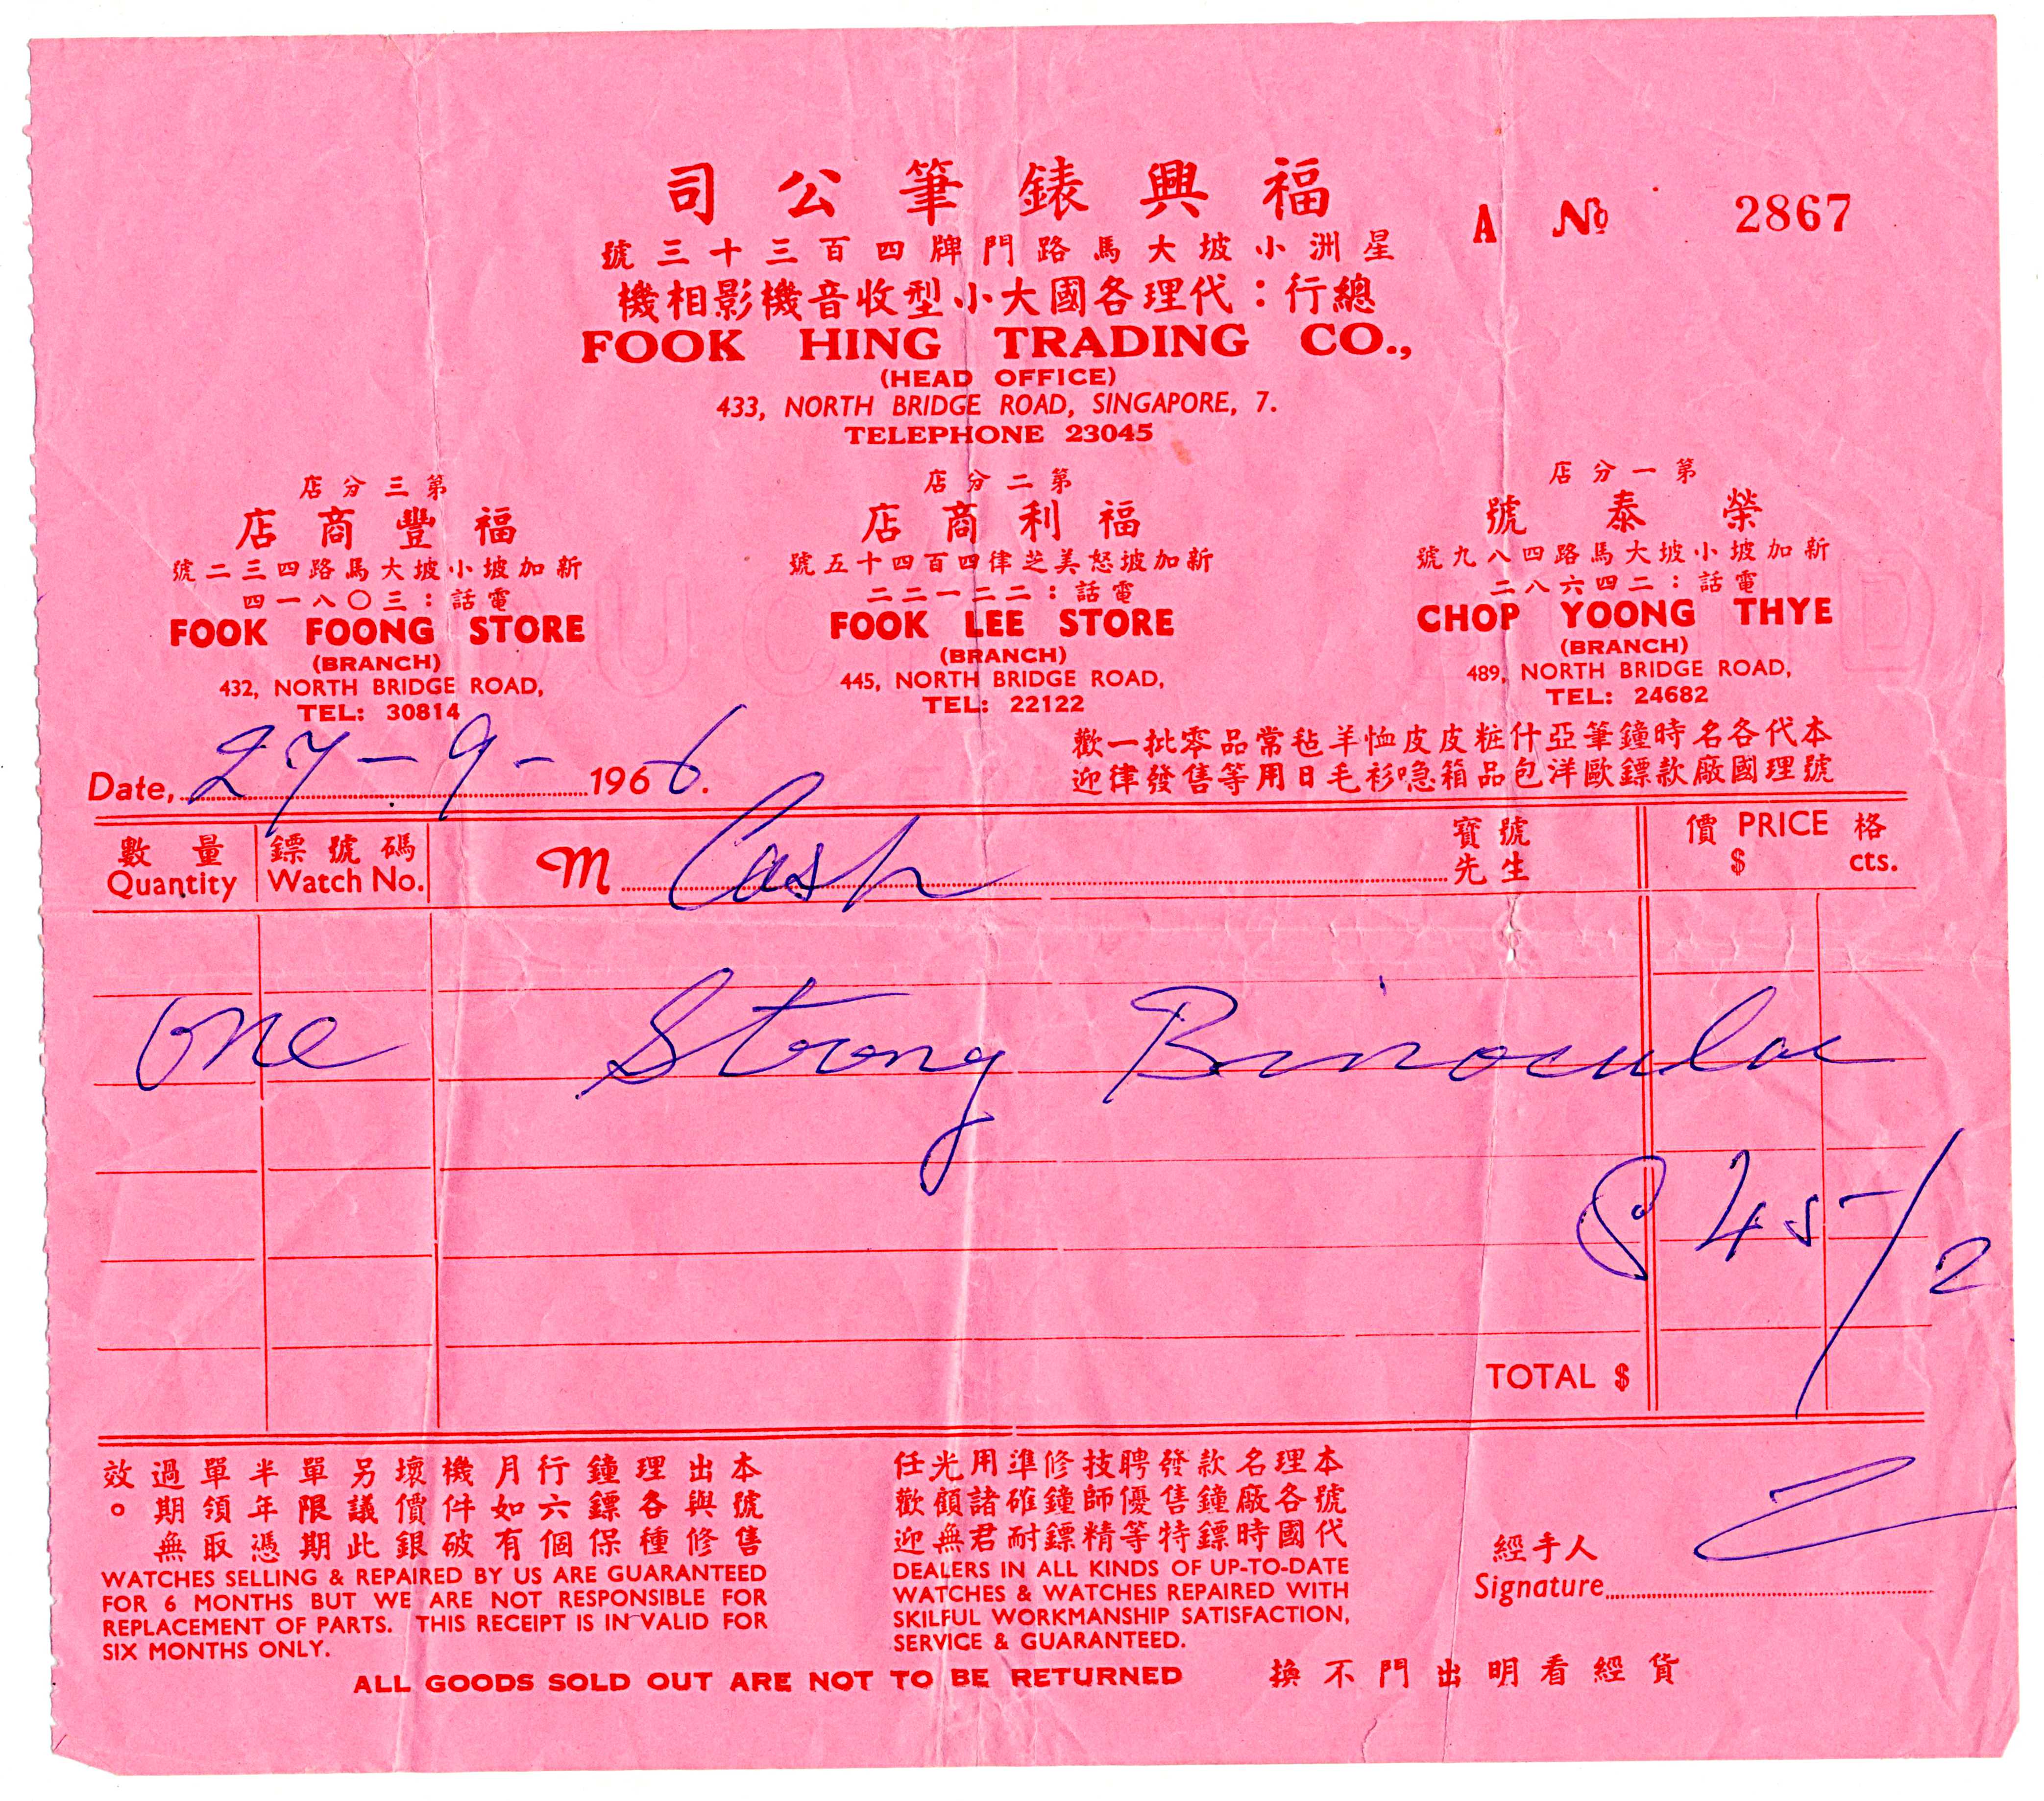 福興錶筆公司
A № 2867
星洲小坡大馬路門牌四百三十三號
總行：代理各國大小型收音機影相機
FOOK HING TRADING CO.,
(HEAD OFFICE)
433, NORTH BRIDGE ROAD, SINGAPORE, 7.
TELEPHONE 23045
第三分店
福豐商店
新加坡小坡大馬路四三二號
電話：三〇八一四
FOOK FOONG STORE
(BRANCH)
432, NORTH BRIDGE ROAD,
TEL: 30814
第二分店
福利商店
新加坡怒美芝律四百四十五號
電話：二二一二二
FOOK LEE STORE
(BRANCH)
445, NORTH BRIDGE ROAD,
TEL: 22122
第一分店
榮泰號
新加坡小坡大馬路四八九號
電話：二四六八二
CHOP YOONG THYE
(BRANCH)
489, NORTH BRIDGE ROAD,
TEL: 24682
本號代理各國名廠時款鐘鏢筆歐亞洋什包粧品皮箱皮喼恤衫羊毛毡日常用品等零售批發一律歡迎
Date, 27-9- 1966.
數量 鏢號碼 寶號 價 PRICE 格
Quantity Watch No. M Cash 先生 $ cts.
One Strong Binocular
$ 45/2
TOTAL $
本號售出與修理各種鐘鏢保行六個月如有機件破壞價銀另議此單限期半年憑單領取過期無效。
WATCHES SELLING & REPAIRED BY US ARE GUARANTEED
FOR 6 MONTHS BUT WE ARE NOT RESPONSIBLE FOR
REPLACEMENT OF PARTS. THIS RECEIPT IS IN VALID FOR
SIX MONTHS ONLY.
本號代理各國名廠時款鐘鏢發售特聘優等技師精修鐘鏢準確耐用諸君光顧無任歡迎
DEALERS IN ALL KINDS OF UP-TO-DATE
WATCHES & WATCHES REPAIRED WITH
SKILFUL WORKMANSHIP SATISFACTION,
SERVICE & GUARANTEED.
經手人
Signature
ALL GOODS SOLD OUT ARE NOT TO BE RETURNED 貨經看明出門不換